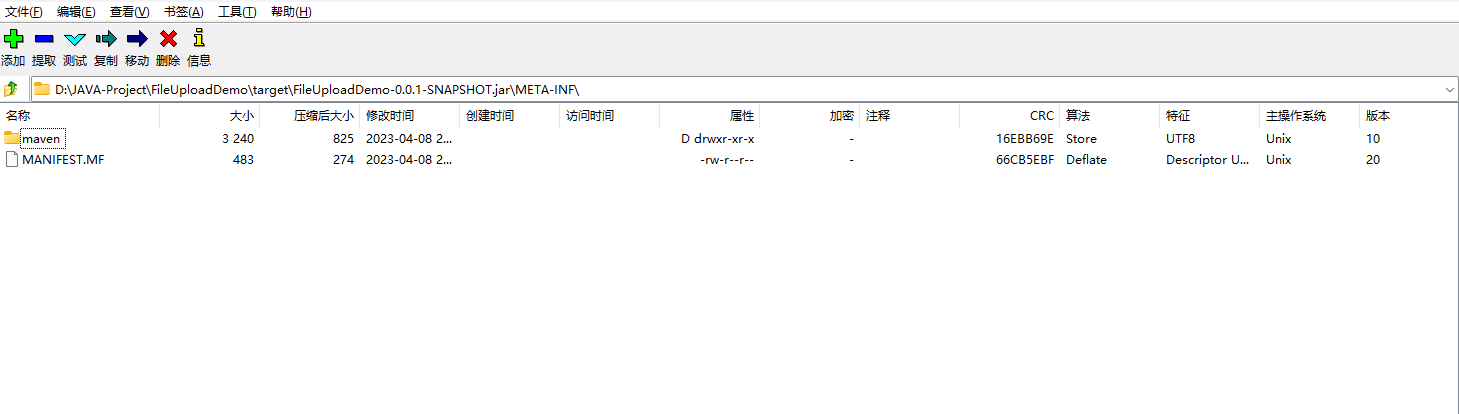 文件(F) 编辑(E) 查看(V) 书签(A) 工具(T) 帮助(H)
添加 提取 测试 复制 移动 删除 信息
D:\JAVA-Project\FileUploadDemo\target\FileUploadDemo-0.0.1-SNAPSHOT.jar\META-INF\
名称 大小 压缩后大小 修改时间 创建时间 访问时间 属性 加密 注释 CRC 算法 特征 主操作系统 版本
maven 3 240 825 2023-04-08 2... D drwxr-xr-x - 16EBB69E Store UTF8 Unix 10
MANIFEST.MF 483 274 2023-04-08 2... -rw-r--r-- - 66CB5EBF Deflate Descriptor U... Unix 20